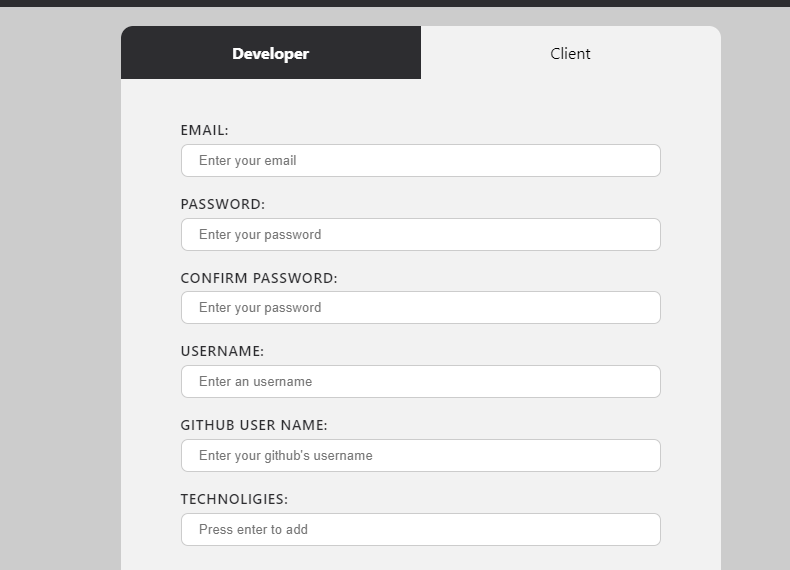 Developer
Client
EMAIL:
Enter your email
PASSWORD:
Enter your password
CONFIRM PASSWORD:
Enter your password
USERNAME:
Enter an username
GITHUB USER NAME:
Enter your github's username
TECHNOLIGIES:
Press enter to add